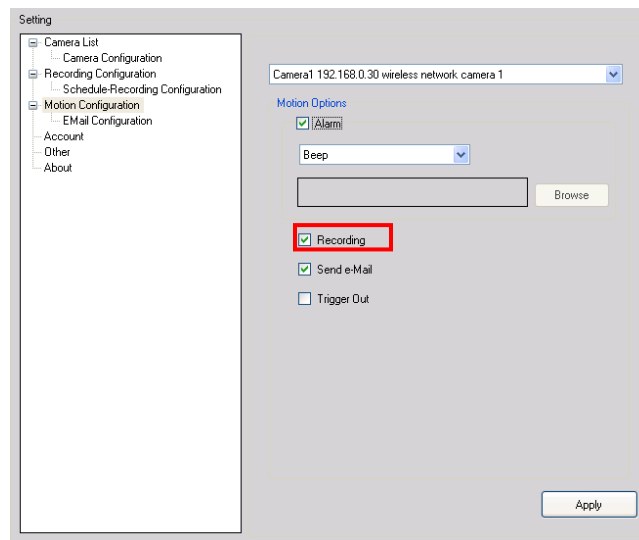 Setting
Camera List
Camera Configuration
Recording Configuration
Schedule-Recording Configuration
Motion Configuration
EMail Configuration
Account
Other
About
Camera1 192.168.0.30 wireless network camera 1
Motion Options
Alarm
Beep
Browse
Recording
Send e-Mail
Trigger Out
Apply